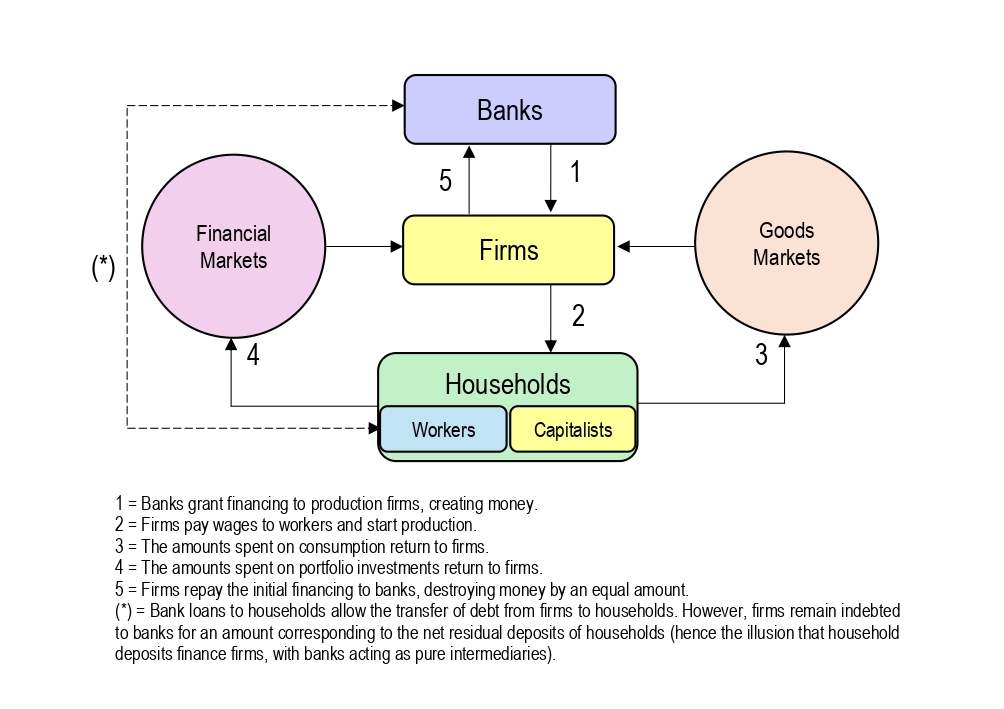 Banks
5
1
Financial
Markets
Firms
Goods
Markets
(*)
2
4
3
Households
Workers
Capitalists
1 = Banks grant financing to production firms, creating money.
2 = Firms pay wages to workers and start production.
3 = The amounts spent on consumption return to firms.
4 = The amounts spent on portfolio investments return to firms.
5 = Firms repay the initial financing to banks, destroying money by an equal amount.
(*) = Bank loans to households allow the transfer of debt from firms to households. However, firms remain indebted
to banks for an amount corresponding to the net residual deposits of households (hence the illusion that household
deposits finance firms, with banks acting as pure intermediaries).